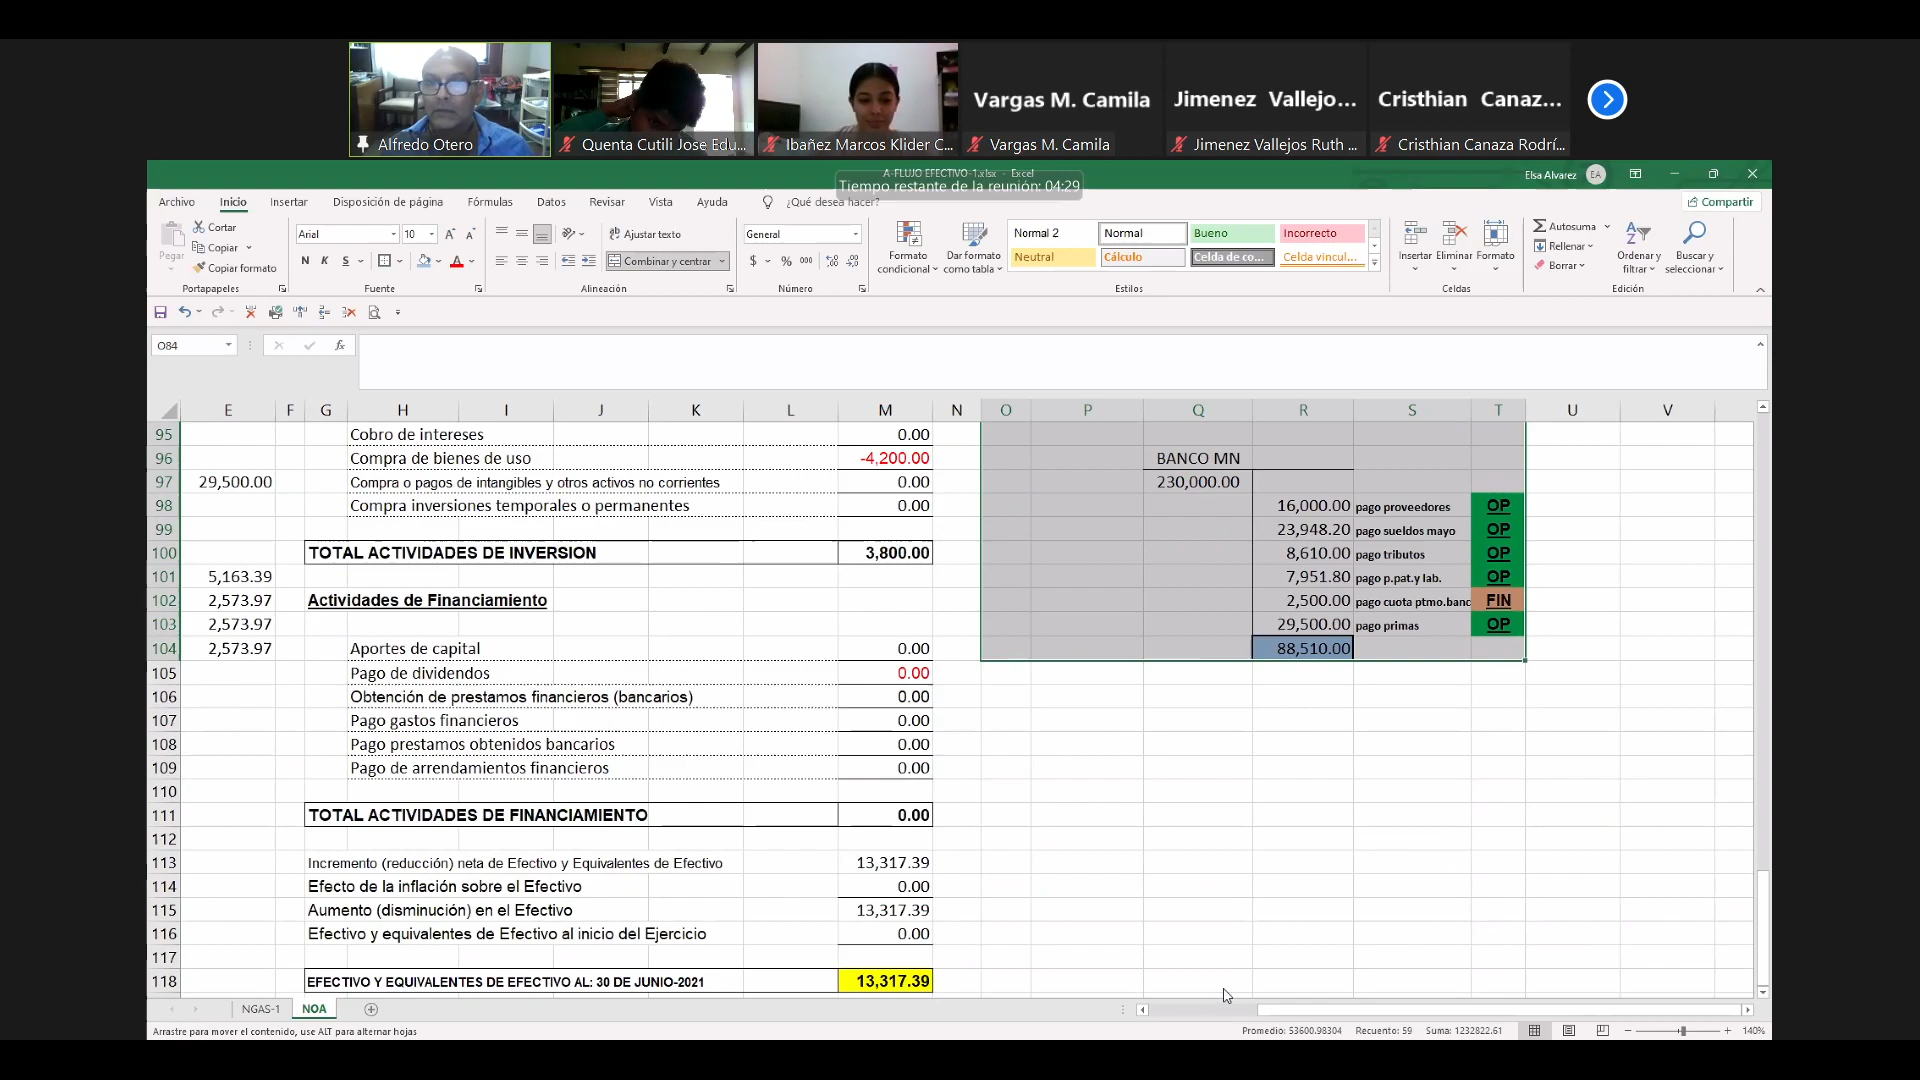 Vargas M. Camila
Jimenez Vallejo...
Cristhian Canaz...
Alfredo Otero
Quenta Cutili Jose Edu...
Ibañez Marcos Klider C...
Vargas M. Camila
Jimenez Vallejos Ruth ...
Cristhian Canaza Rodrí...
A-FLUJO EFECTIVO-1.xlsx - Excel
Elsa Alvarez
EA
Tiempo restante de la reunión: 04:29
Archivo
Inicio
Insertar
Disposición de página
Fórmulas
Datos
Revisar
Vista
Ayuda
¿Qué desea hacer?
Compartir
Pegar
Cortar
Copiar
Copiar formato
Portapapeles
Arial
10
N K S
Fuente
Ajustar texto
Combinar y centrar
Alineación
General
$ % 000
Número
Formato condicional
Dar formato como tabla
Normal 2
Normal
Bueno
Incorrecto
Neutral
Cálculo
Celda de co...
Celda vincul...
Estilos
Insertar
Eliminar
Formato
Celdas
Autosuma
Rellenar
Borrar
Ordenar y filtrar
Buscar y seleccionar
Edición
O84
fx
E F G H I J K L M N O P Q R S T U V
95 Cobro de intereses 0.00
96 Compra de bienes de uso -4,200.00 BANCO MN
97 29,500.00 Compra o pagos de intangibles y otros activos no corrientes 0.00 230,000.00
98 Compra inversiones temporales o permanentes 0.00 16,000.00 pago proveedores OP
99 23,948.20 pago sueldos mayo OP
100 TOTAL ACTIVIDADES DE INVERSION 3,800.00 8,610.00 pago tributos OP
101 5,163.39 7,951.80 pago p.pat.y lab. OP
102 2,573.97 Actividades de Financiamiento 2,500.00 pago cuota ptmo.banc FIN
103 2,573.97 29,500.00 pago primas OP
104 2,573.97 Aportes de capital 0.00 88,510.00
105 Pago de dividendos 0.00
106 Obtención de prestamos financieros (bancarios) 0.00
107 Pago gastos financieros 0.00
108 Pago prestamos obtenidos bancarios 0.00
109 Pago de arrendamientos financieros 0.00
110
111 TOTAL ACTIVIDADES DE FINANCIAMIENTO 0.00
112
113 Incremento (reducción) neta de Efectivo y Equivalentes de Efectivo 13,317.39
114 Efecto de la inflación sobre el Efectivo 0.00
115 Aumento (disminución) en el Efectivo 13,317.39
116 Efectivo y equivalentes de Efectivo al inicio del Ejercicio 0.00
117
118 EFECTIVO Y EQUIVALENTES DE EFECTIVO AL: 30 DE JUNIO-2021 13,317.39
NGAS-1
NOA
Arrastre para mover el contenido, use ALT para alternar hojas
Promedio: 53600.98304
Recuento: 59
Suma: 1232822.61
140%